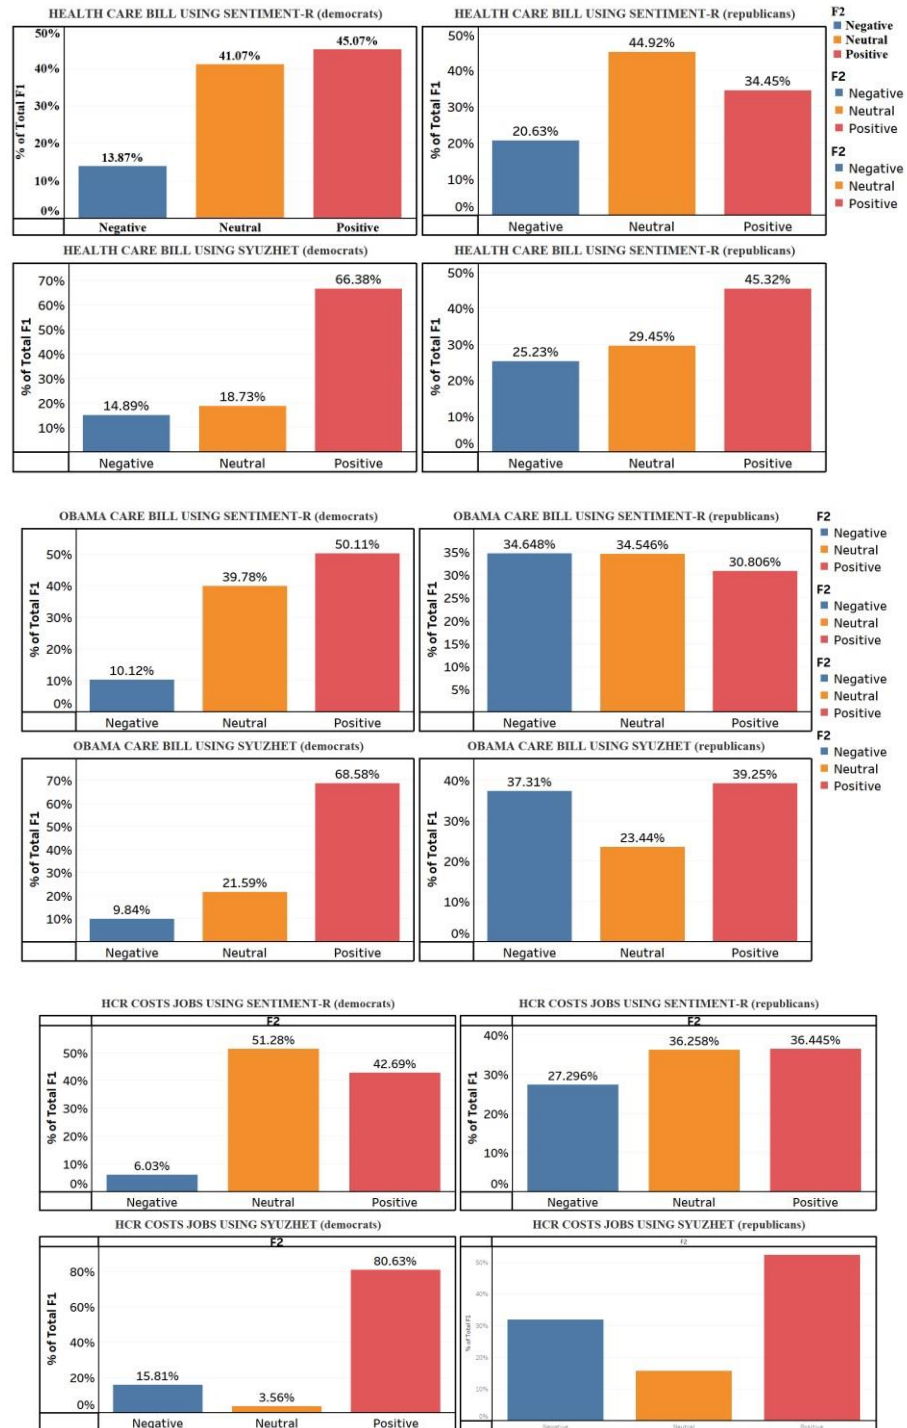 HEALTH CARE BILL USING SENTIMENT-R (democrats)
50%
40%
30%
20%
10%
0%
% of Total F1
13.87%
41.07%
45.07%
Negative Neutral Positive
HEALTH CARE BILL USING SENTIMENT-R (republicans)
50%
40%
30%
20%
10%
0%
% of Total F1
20.63%
44.92%
34.45%
Negative Neutral Positive
F2
Negative
Neutral
Positive
F2
Negative
Neutral
Positive
F2
Negative
Neutral
Positive
HEALTH CARE BILL USING SYUZHET (democrats)
70%
60%
50%
40%
30%
20%
10%
% of Total F1
14.89%
18.73%
66.38%
Negative Neutral Positive
HEALTH CARE BILL USING SENTIMENT-R (republicans)
50%
40%
30%
20%
10%
0%
% of Total F1
25.23%
29.45%
45.32%
Negative Neutral Positive
OBAMA CARE BILL USING SENTIMENT-R (democrats)
50%
40%
30%
20%
10%
0%
% of Total F1
10.12%
39.78%
50.11%
Negative Neutral Positive
OBAMA CARE BILL USING SENTIMENT-R (republicans)
35%
30%
25%
20%
15%
10%
5%
% of Total F1
34.648%
34.546%
30.806%
Negative Neutral Positive
F2
Negative
Neutral
Positive
F2
Negative
Neutral
Positive
F2
Negative
Neutral
Positive
F2
Negative
Neutral
Positive
OBAMA CARE BILL USING SYUZHET (democrats)
70%
60%
50%
40%
30%
20%
10%
% of Total F1
9.84%
21.59%
68.58%
Negative Neutral Positive
OBAMA CARE BILL USING SYUZHET (republicans)
40%
30%
20%
10%
0%
% of Total F1
37.31%
23.44%
39.25%
Negative Neutral Positive
HCR COSTS JOBS USING SENTIMENT-R (democrats)
F2
50%
40%
30%
20%
10%
0%
% of Total F1
6.03%
51.28%
42.69%
Negative Neutral Positive
HCR COSTS JOBS USING SENTIMENT-R (republicans)
F2
40%
30%
20%
10%
0%
% of Total F1
27.296%
36.258%
36.445%
Negative Neutral Positive
HCR COSTS JOBS USING SYUZHET (democrats)
F2
80%
60%
40%
20%
0%
% of Total F1
15.81%
3.56%
80.63%
Negative Neutral Positive
HCR COSTS JOBS USING SYUZHET (republicans)
F2
50%
40%
30%
20%
10%
0%
% of Total F1
Negative Neutral Positive